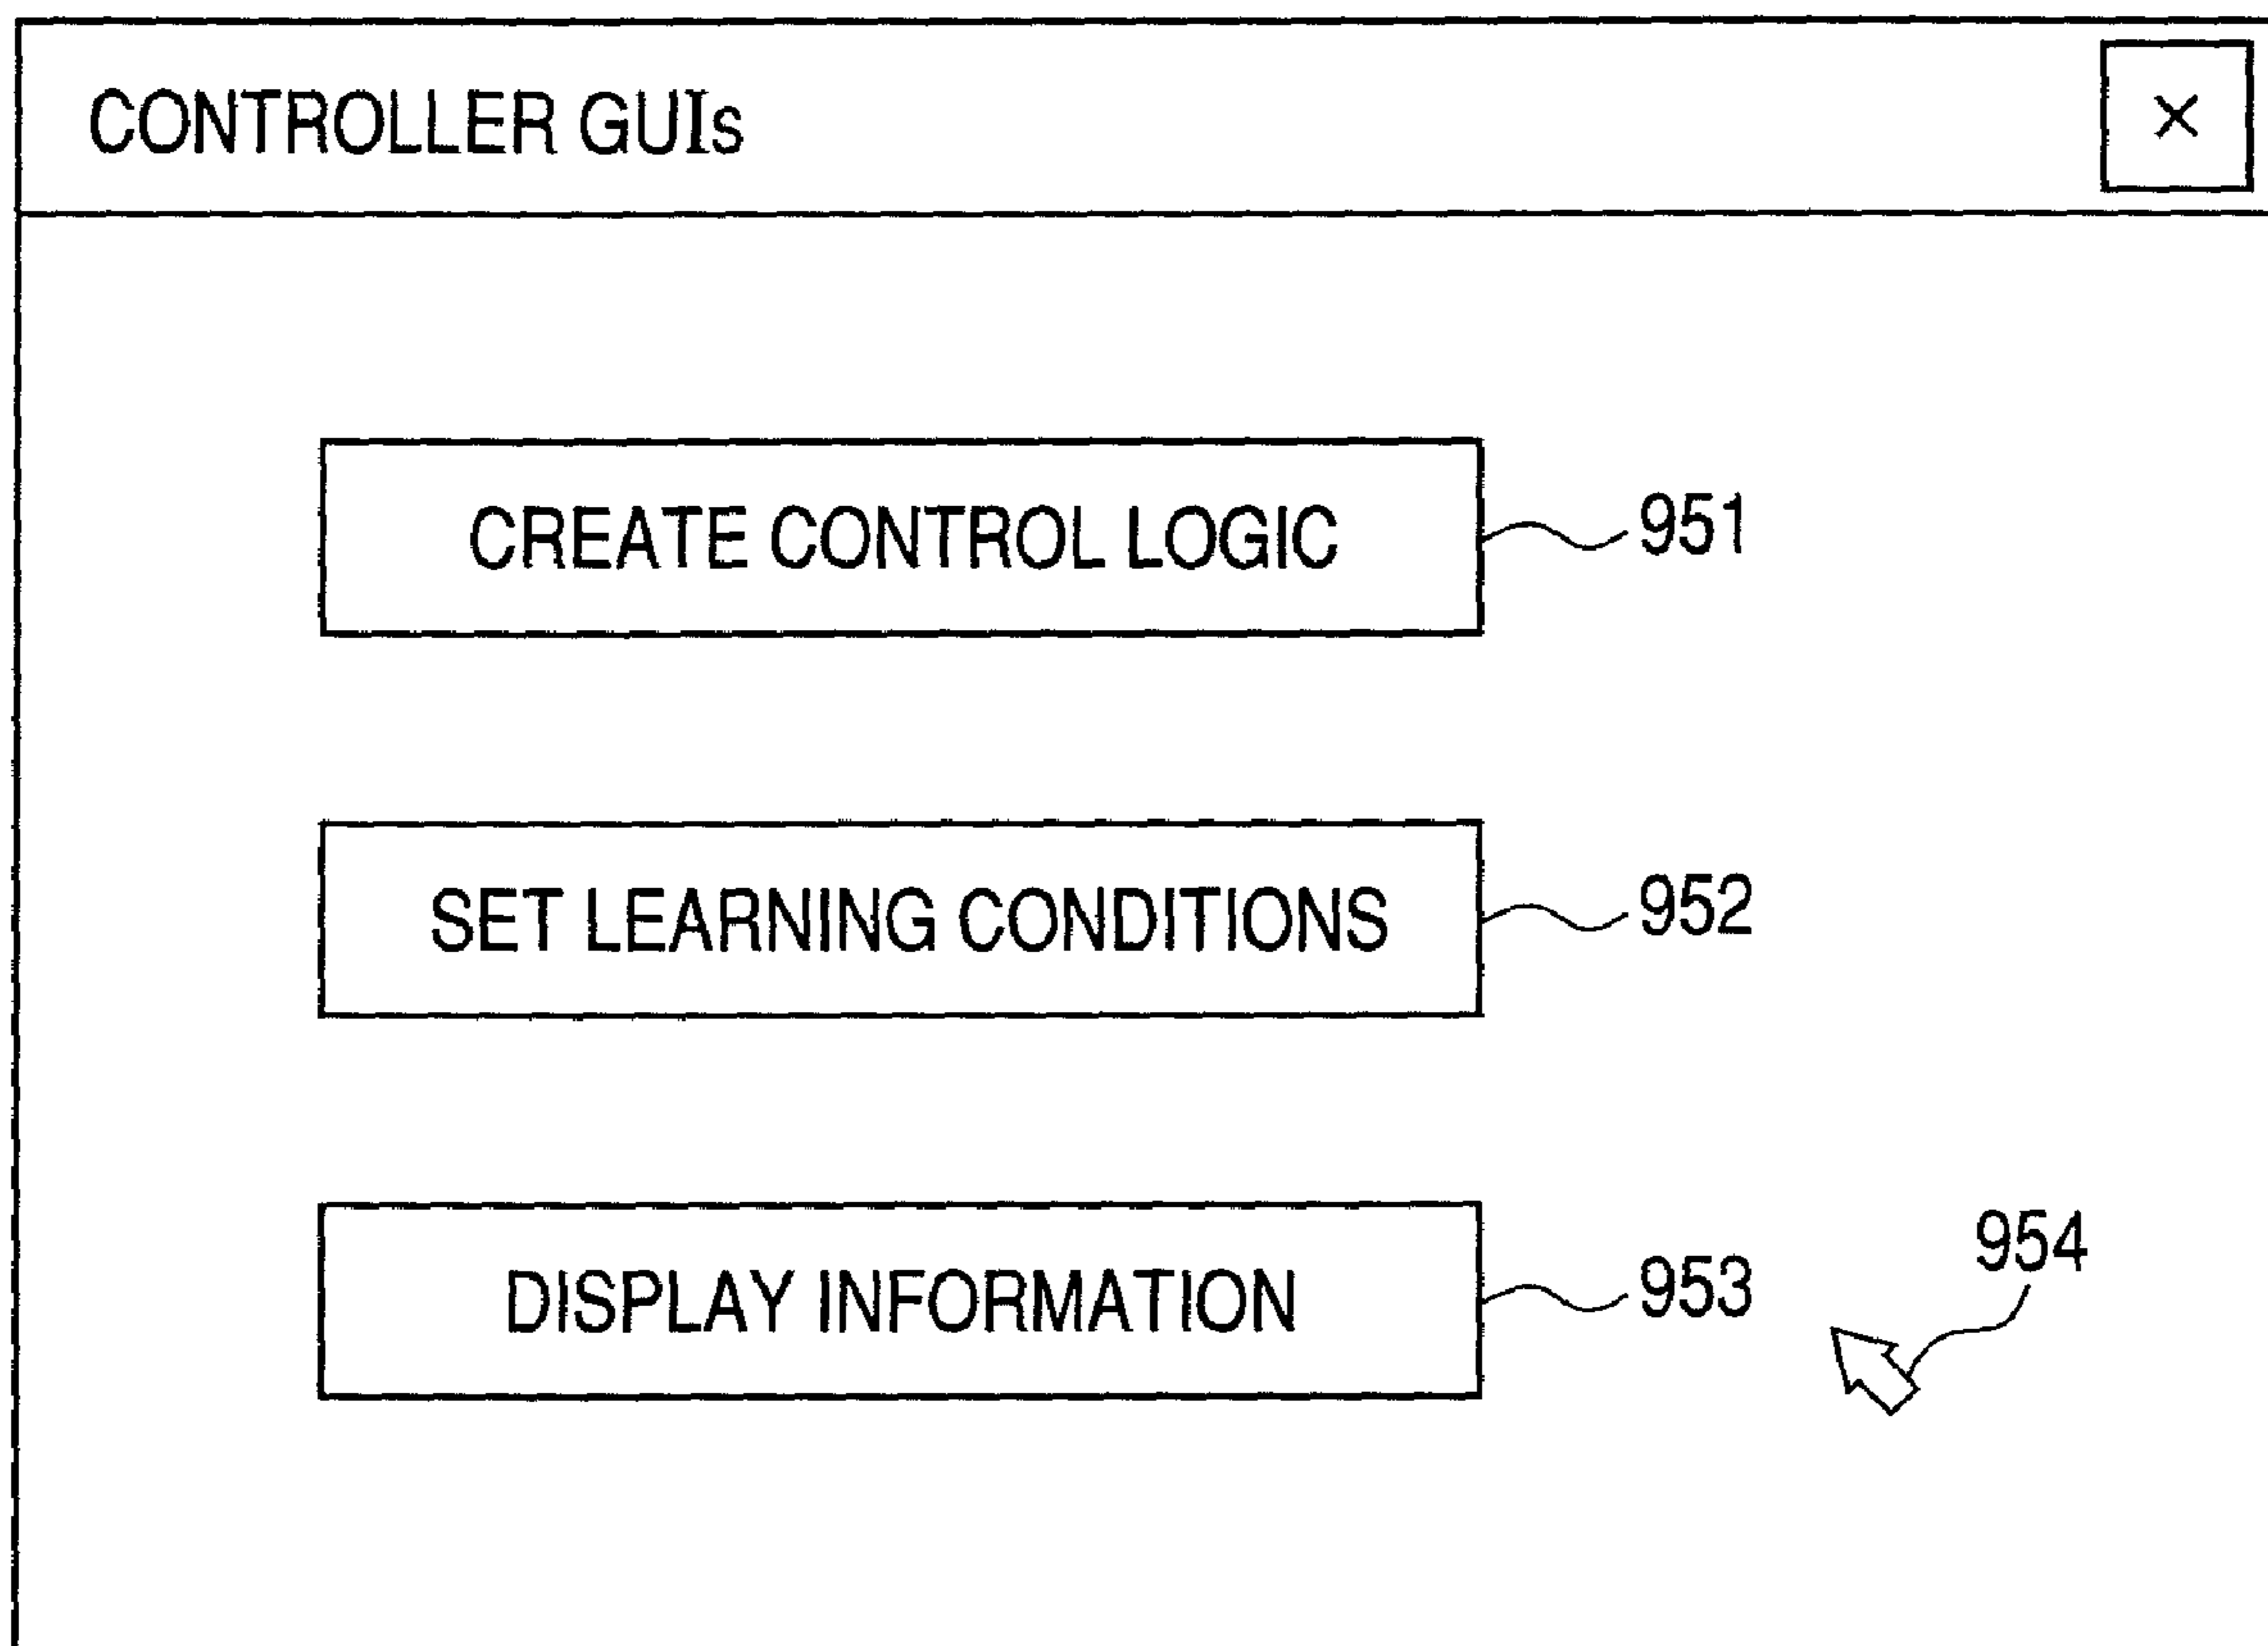 CONTROLLER GUIs ×
CREATE CONTROL LOGIC 951
SET LEARNING CONDITIONS 952
954
DISPLAY INFORMATION 953